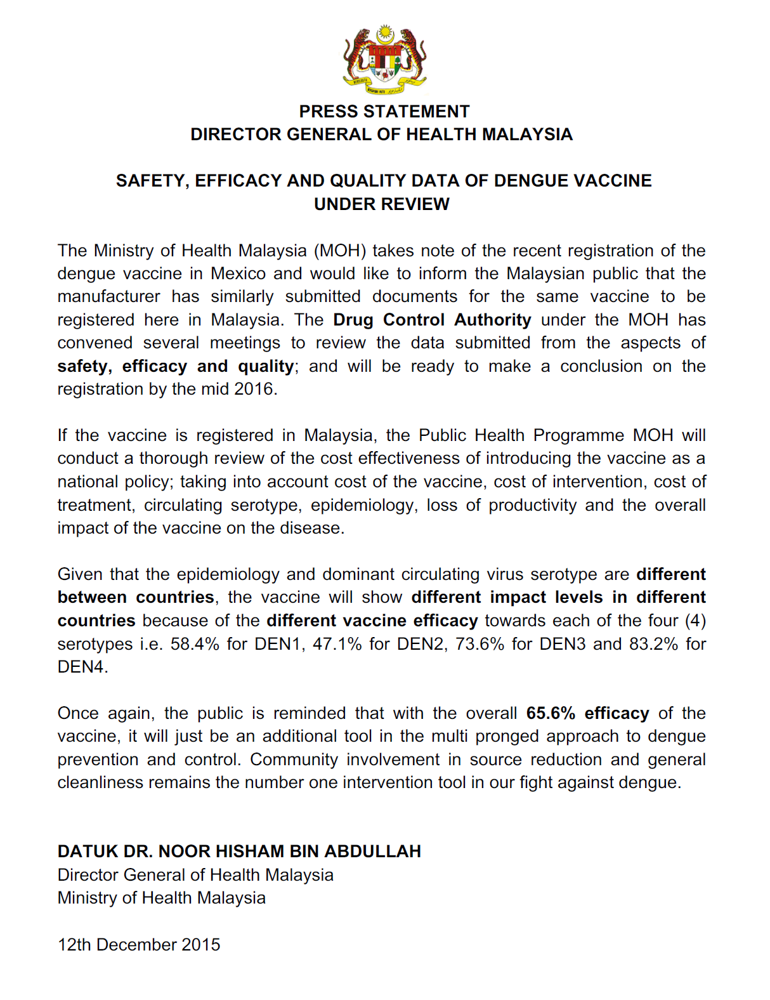 PRESS STATEMENT
DIRECTOR GENERAL OF HEALTH MALAYSIA
SAFETY, EFFICACY AND QUALITY DATA OF DENGUE VACCINE
UNDER REVIEW
The Ministry of Health Malaysia (MOH) takes note of the recent registration of the
dengue vaccine in Mexico and would like to inform the Malaysian public that the
manufacturer has similarly submitted documents for the same vaccine to be
registered here in Malaysia. The Drug Control Authority under the MOH has
convened several meetings to review the data submitted from the aspects of
safety, efficacy and quality; and will be ready to make a conclusion on the
registration by the mid 2016.
If the vaccine is registered in Malaysia, the Public Health Programme MOH will
conduct a thorough review of the cost effectiveness of introducing the vaccine as a
national policy; taking into account cost of the vaccine, cost of intervention, cost of
treatment, circulating serotype, epidemiology, loss of productivity and the overall
impact of the vaccine on the disease.
Given that the epidemiology and dominant circulating virus serotype are different
between countries, the vaccine will show different impact levels in different
countries because of the different vaccine efficacy towards each of the four (4)
serotypes i.e. 58.4% for DEN1, 47.1% for DEN2, 73.6% for DEN3 and 83.2% for
DEN4.
Once again, the public is reminded that with the overall 65.6% efficacy of the
vaccine, it will just be an additional tool in the multi pronged approach to dengue
prevention and control. Community involvement in source reduction and general
cleanliness remains the number one intervention tool in our fight against dengue.
DATUK DR. NOOR HISHAM BIN ABDULLAH
Director General of Health Malaysia
Ministry of Health Malaysia
12th December 2015